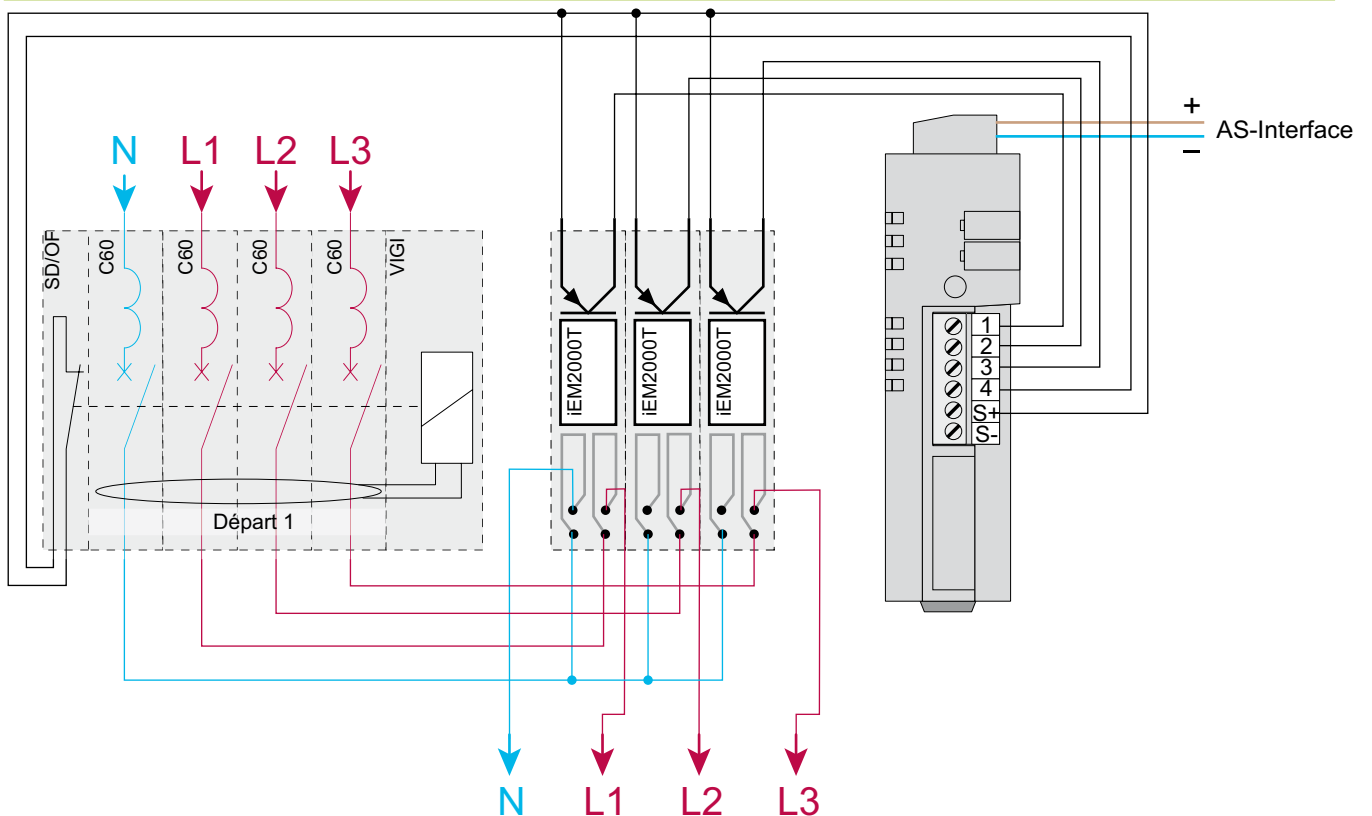 +
AS-Interface
–
N L1 L2 L3
SD/OF
C60
C60
C60
C60
VIGI
iEM2000T
iEM2000T
iEM2000T
1
2
3
4
S+
S-
Départ 1
N L1 L2 L3